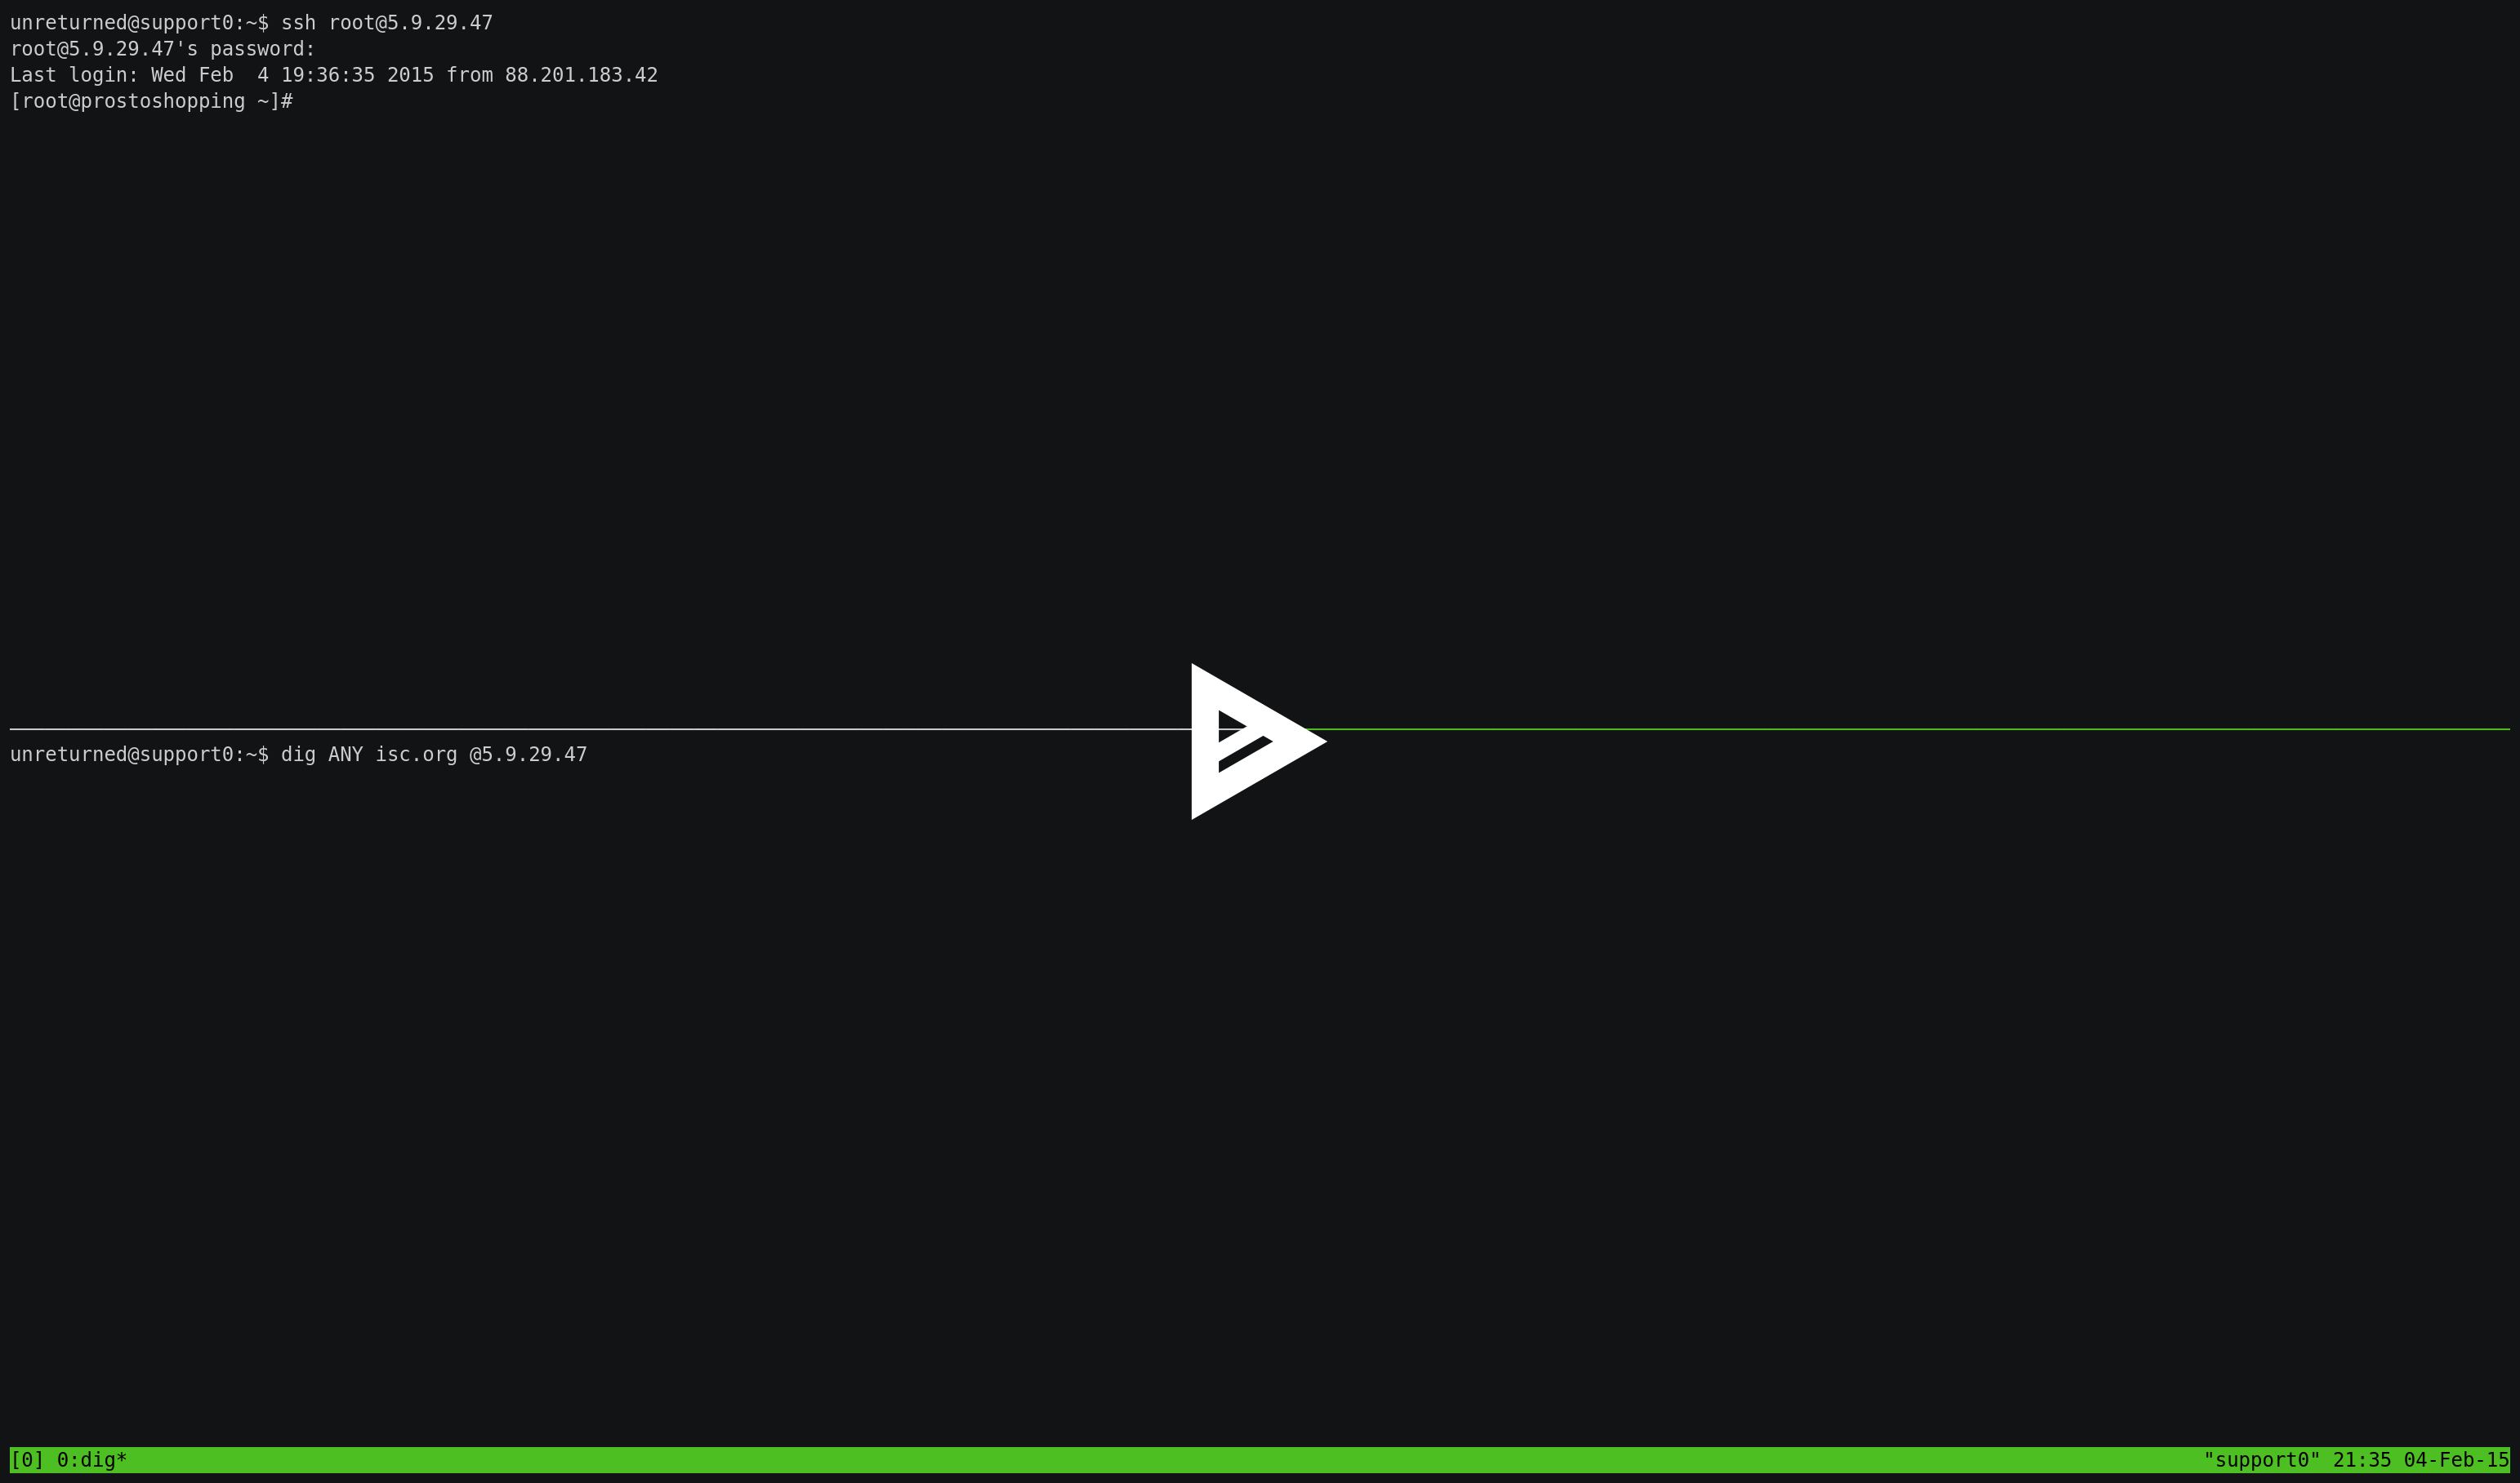 unreturned@support0:~$ ssh root@5.9.29.47
root@5.9.29.47's password:
Last login: Wed Feb  4 19:36:35 2015 from 88.201.183.42
[root@prostoshopping ~]#
unreturned@support0:~$ dig ANY isc.org @5.9.29.47
[0] 0:dig* "support0" 21:35 04-Feb-15